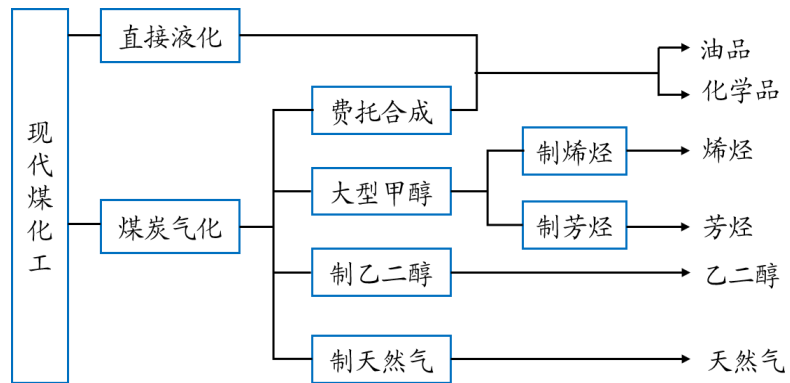 现代煤化工
直接液化
油品
化学品
费托合成
制烯烃
烯烃
煤炭气化
大型甲醇
制芳烃
芳烃
制乙二醇
乙二醇
制天然气
天然气